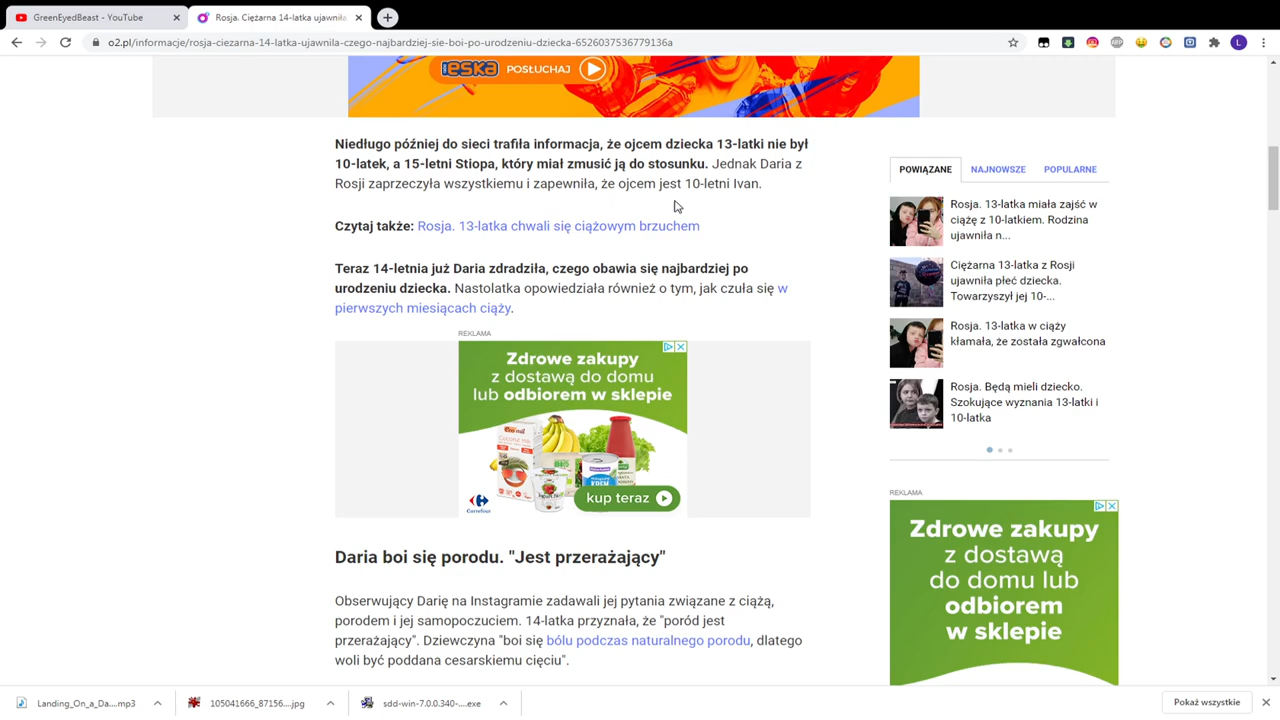 GreenEyedBeast - YouTube
Rosja. Ciężarna 14-latka ujawniła
o2.pl/informacje/rosja-ciezarna-14-latka-ujawnila-czego-najbardziej-sie-boi-po-urodzeniu-dziecka-6526037536779136a
ABP
L
ESKA
POSŁUCHAJ
Niedługo później do sieci trafiła informacja, że ojcem dziecka 13-latki nie był
10-latek, a 15-letni Stiopa, który miał zmusić ją do stosunku. Jednak Daria z
Rosji zaprzeczyła wszystkiemu i zapewniła, że ojcem jest 10-letni Ivan.
Czytaj także: Rosja. 13-latka chwali się ciążowym brzuchem
Teraz 14-letnia już Daria zdradziła, czego obawia się najbardziej po
urodzeniu dziecka. Nastolatka opowiedziała również o tym, jak czuła się w
pierwszych miesiącach ciąży.
REKLAMA
Zdrowe zakupy
z dostawą do domu
lub odbiorem w sklepie
kup teraz
Carrefour
Daria boi się porodu. "Jest przerażający"
Obserwujący Darię na Instagramie zadawali jej pytania związane z ciążą,
porodem i jej samopoczuciem. 14-latka przyznała, że "poród jest
przerażający". Dziewczyna "boi się bólu podczas naturalnego porodu, dlatego
woli być poddana cesarskiemu cięciu".
POWIĄZANE
NAJNOWSZE
POPULARNE
Rosja. 13-latka miała zajść w
ciążę z 10-latkiem. Rodzina
ujawniła n...
Ciężarna 13-latka z Rosji
ujawniła płeć dziecka.
Towarzyszył jej 10-...
Rosja. 13-latka w ciąży
kłamała, że została zgwałcona
Rosja. Będą mieli dziecko.
Szokujące wyznania 13-latki i
10-latka
REKLAMA
Zdrowe zakupy
z dostawą
do domu lub
odbiorem
w sklepie
Landing_On_a_Da....mp3
105041666_87156....jpg
sdd-win-7.0.0.340-....exe
Pokaż wszystkie